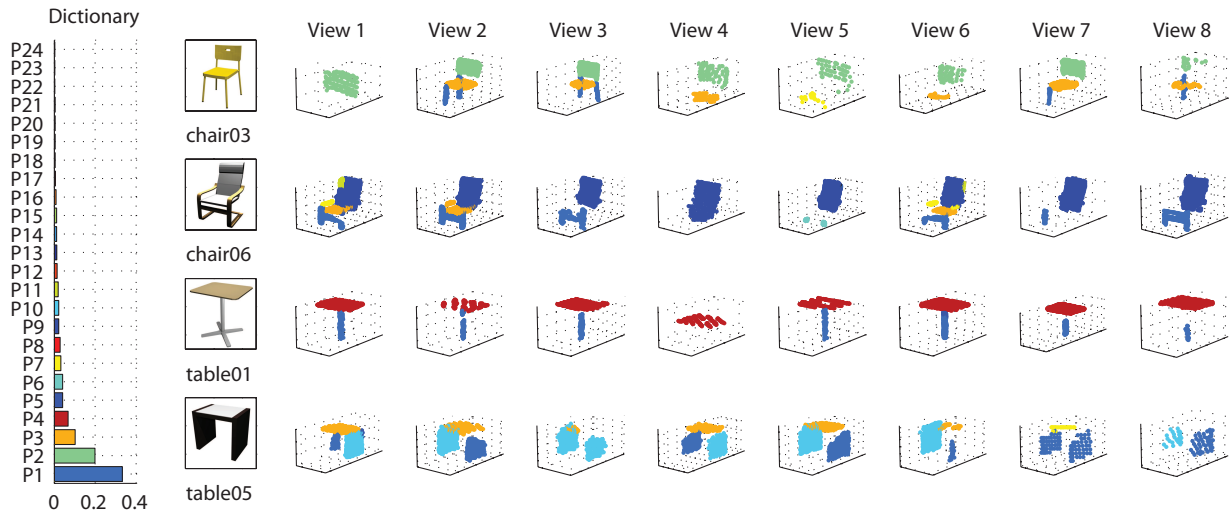 Dictionary
View 1 View 2 View 3 View 4 View 5 View 6 View 7 View 8
P24
P23
P22
P21
P20
P19
P18
P17
P16
P15
P14
P13
P12
P11
P10
P9
P8
P7
P6
P5
P4
P3
P2
P1
0 0.2 0.4
chair03
chair06
table01
table05